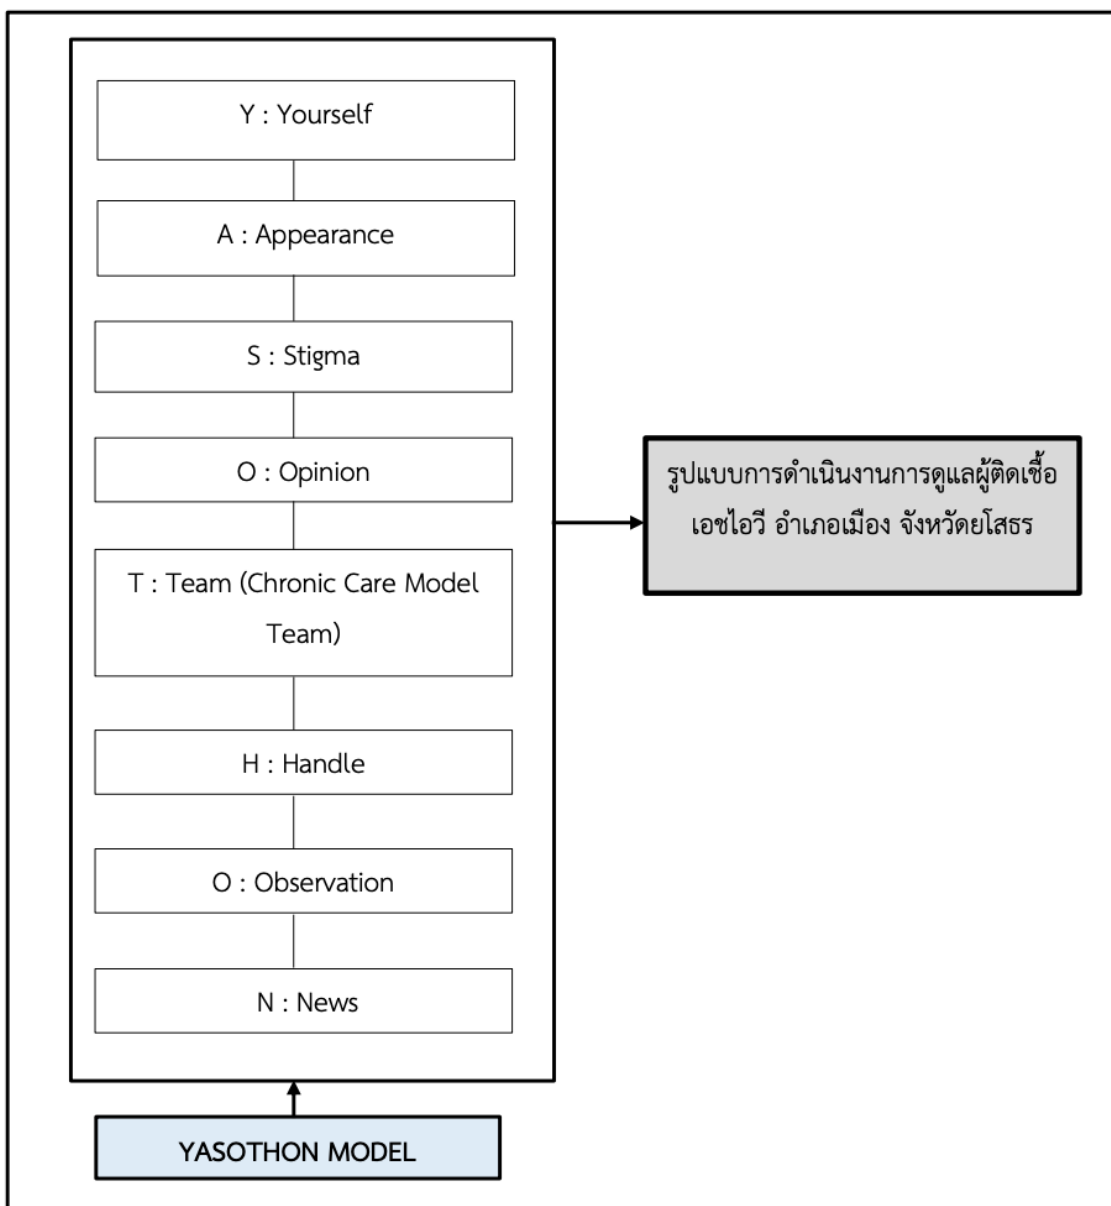 Y : Yourself
A : Appearance
S : Stigma
O : Opinion
T : Team (Chronic Care Model
Team)
H : Handle
O : Observation
N : News
YASOTHON MODEL
รูปแบบการดำเนินงานการดูแลผู้ติดเชื้อ
เอชไอวี อำเภอเมือง จังหวัดยโสธร